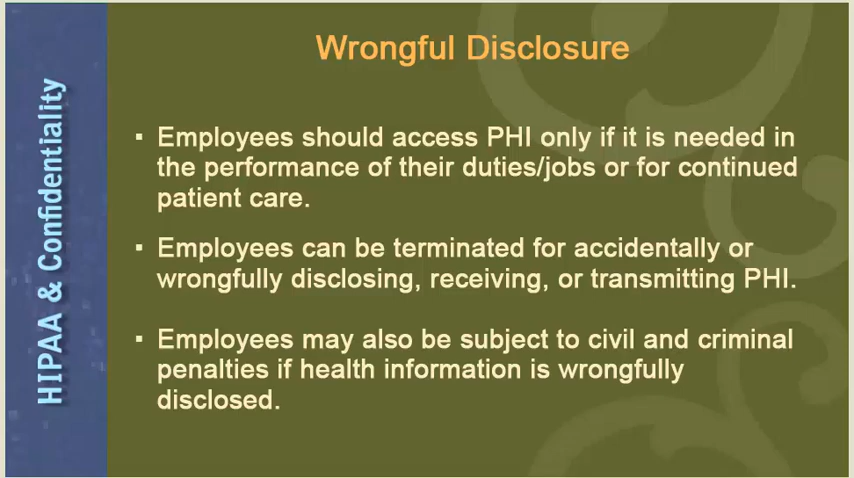 HIPAA & Confidentiality
Wrongful Disclosure
▪ Employees should access PHI only if it is needed in
the performance of their duties/jobs or for continued
patient care.
▪ Employees can be terminated for accidentally or
wrongfully disclosing, receiving, or transmitting PHI.
▪ Employees may also be subject to civil and criminal
penalties if health information is wrongfully
disclosed.